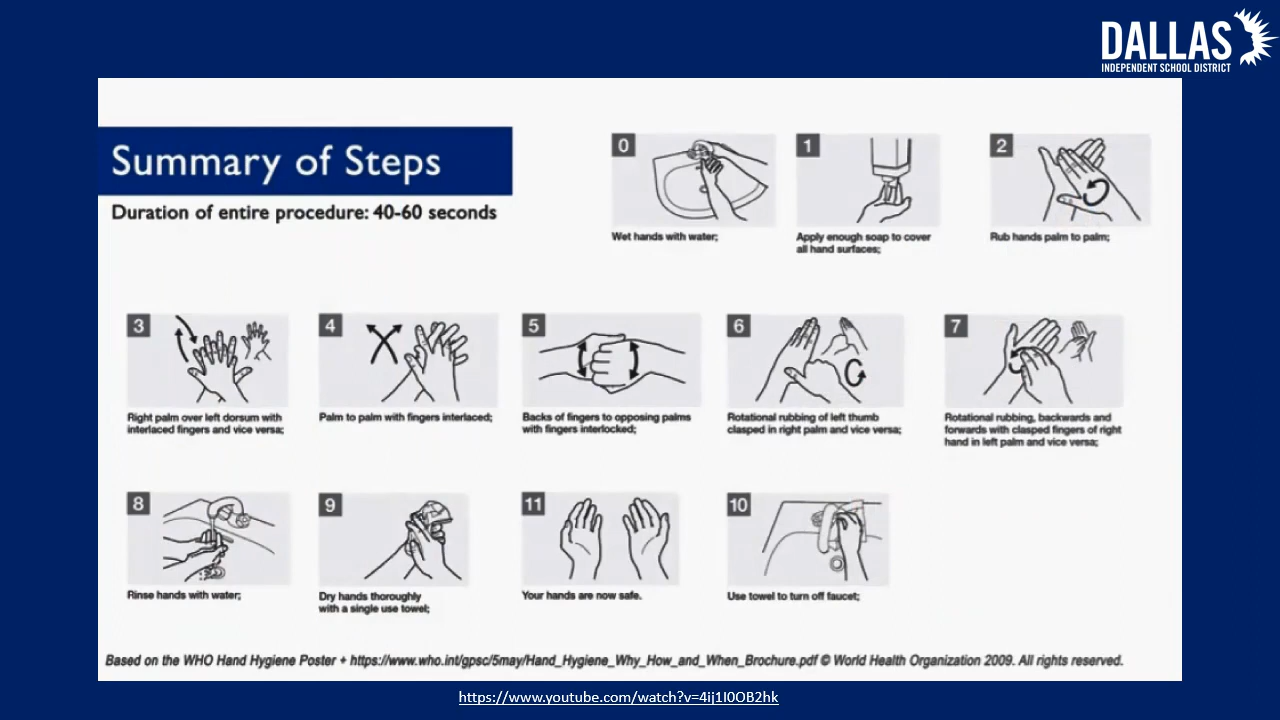 DALLAS
INDEPENDENT SCHOOL DISTRICT
Summary of Steps
Duration of entire procedure: 40-60 seconds
0
Wet hands with water;
1
Apply enough soap to cover
all hand surfaces;
2
Rub hands palm to palm;
3
Right palm over left dorsum with
interlaced fingers and vice versa;
4
Palm to palm with fingers interlaced;
5
Backs of fingers to opposing palms
with fingers interlocked;
6
Rotational rubbing of left thumb
clasped in right palm and vice versa;
7
Rotational rubbing, backwards and
forwards with clasped fingers of right
hand in left palm and vice versa;
8
Rinse hands with water;
9
Dry hands thoroughly
with a single use towel;
11
Your hands are now safe.
10
Use towel to turn off faucet;
Based on the WHO Hand Hygiene Poster + https://www.who.int/gpsc/5may/Hand_Hygiene_Why_How_and_When_Brochure.pdf © World Health Organization 2009. All rights reserved.
https://www.youtube.com/watch?v=4ij1I0OB2hk